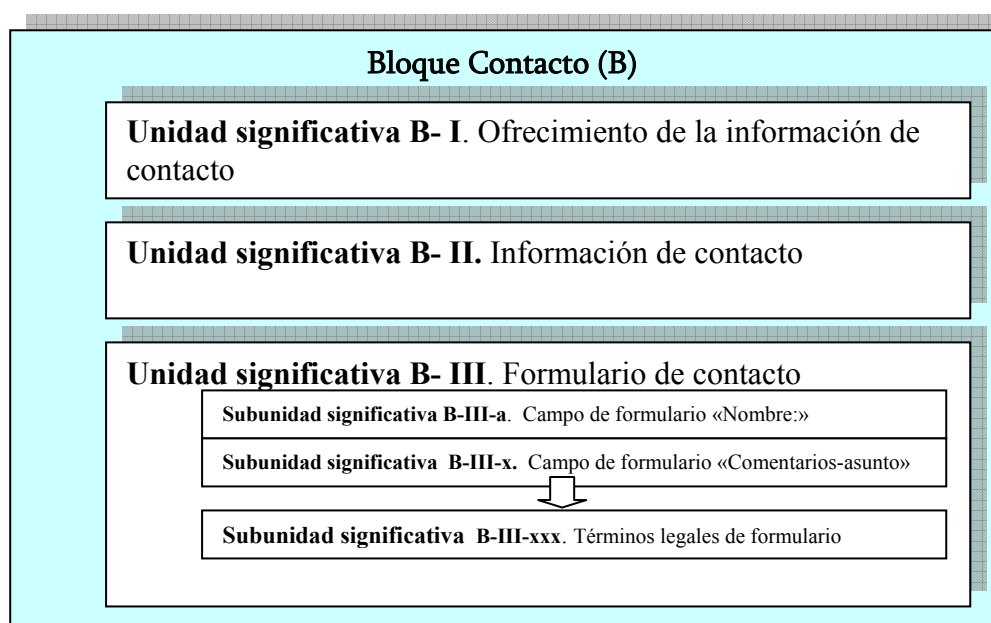 Bloque Contacto (B)
Unidad significativa B- I. Ofrecimiento de la información de
contacto
Unidad significativa B- II. Información de contacto
Unidad significativa B- III. Formulario de contacto
Subunidad significativa B-III-a. Campo de formulario «Nombre:»
Subunidad significativa B-III-x. Campo de formulario «Comentarios-asunto»
Subunidad significativa B-III-xxx. Términos legales de formulario